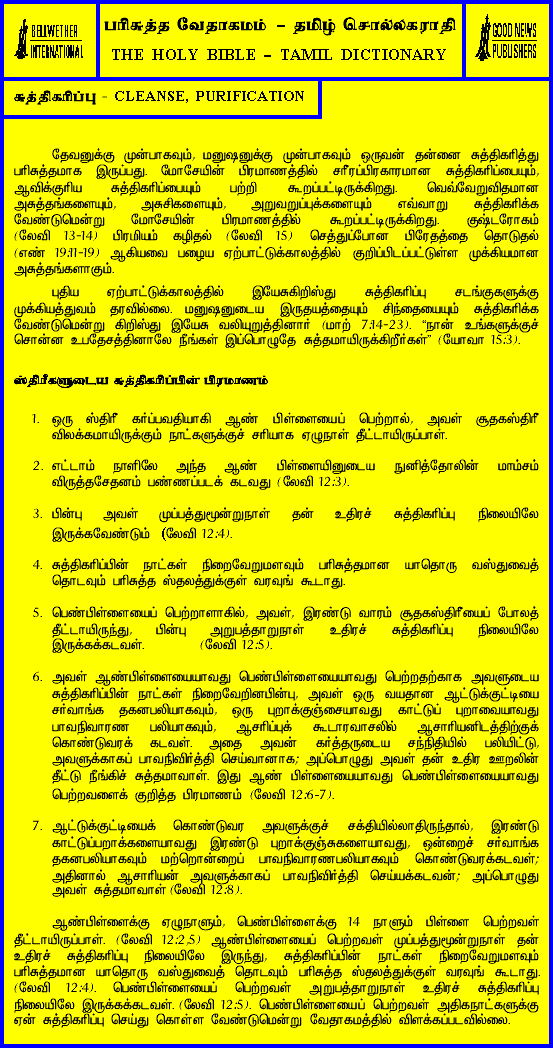 BELLWETHER
INTERNATIONAL
பரிசுத்த வேதாகமம் – தமிழ் சொல்லகராதி
THE HOLY BIBLE – TAMIL DICTIONARY
GOOD NEWS
PUBLISHERS
சுத்திகரிப்பு - CLEANSE, PURIFICATION
தேவனுக்கு முன்பாகவும், மனுஷனுக்கு முன்பாகவும் ஒருவன் தன்னை சுத்திகரித்து
பரிசுத்தமாக இருப்பது. மோசேயின் பிரமாணத்தில் சரீரப்பிரகாரமான சுத்திகரிப்பையும்,
ஆவிக்குரிய சுத்திகரிப்பையும் பற்றி கூறப்பட்டிருக்கிறது. வெவ்வேறுவிதமான
அசுத்தங்களையும், அசுசிகளையும், அறுவறுப்புக்களையும் எவ்வாறு சுத்திகரிக்க
வேண்டுமென்று மோசேயின் பிரமாணத்தில் கூறப்பட்டிருக்கிறது. குஷ்டரோகம்
(லேவி 13-14) பிரமியம் கழிதல் (லேவி 15) செத்துப்போன பிரேதத்தை தொடுதல்
(எண் 19:11-19) ஆகியவை பழைய ஏற்பாட்டுக்காலத்தில் குறிப்பிடப்பட்டுள்ள முக்கியமான
அசுத்தங்களாகும்.
புதிய ஏற்பாட்டுக்காலத்தில் இயேசுகிறிஸ்து சுத்திகரிப்பு சடங்குகளுக்கு
முக்கியத்துவம் தரவில்லை. மனுஷனுடைய இருதயத்தையும் சிந்தையையும் சுத்திகரிக்க
வேண்டுமென்று கிறிஸ்து இயேசு வலியுறுத்தினார் (மாற் 7:14-23). “நான் உங்களுக்குச்
சொன்ன உபதேசத்தினாலே நீங்கள் இப்பொழுதே சுத்தமாயிருக்கிறீர்கள்” (யோவா 15:3).
ஸ்திரீகளுடைய சுத்திகரிப்பின் பிரமாணம்
1. ஒரு ஸ்திரீ கர்ப்பவதியாகி ஆண் பிள்ளையைப் பெற்றால், அவள் சூதகஸ்திரீ
விலக்கமாயிருக்கும் நாட்களுக்குச் சரியாக ஏழுநாள் தீட்டாயிருப்பாள்.
2. எட்டாம் நாளிலே அந்த ஆண் பிள்ளையினுடைய நுனித்தோலின் மாம்சம்
விருத்தசேதனம் பண்ணப்படக் கடவது (லேவி 12:3).
3. பின்பு அவள் முப்பத்துமூன்றுநாள் தன் உதிரச் சுத்திகரிப்பு நிலையிலே
இருக்கவேண்டும் (லேவி 12:4).
4. சுத்திகரிப்பின் நாட்கள் நிறைவேறுமளவும் பரிசுத்தமான யாதொரு வஸ்துவைத்
தொடவும் பரிசுத்த ஸ்தலத்துக்குள் வரவுங் கூடாது.
5. பெண்பிள்ளையைப் பெற்றாளாகில், அவள், இரண்டு வாரம் சூதகஸ்திரீயைப் போலத்
தீட்டாயிருந்து, பின்பு அறுபத்தாறுநாள் உதிரச் சுத்திகரிப்பு நிலையிலே
இருக்கக்கடவள். (லேவி 12:5).
6. அவள் ஆண்பிள்ளையையாவது பெண்பிள்ளையையாவது பெற்றதற்காக அவளுடைய
சுத்திகரிப்பின் நாட்கள் நிறைவேறினபின்பு, அவள் ஒரு வயதான ஆட்டுக்குட்டியை
சர்வாங்க தகனபலியாகவும், ஒரு புறாக்குஞ்சையாவது காட்டுப் புறாவையாவது
பாவநிவாரண பலியாகவும், ஆசரிப்புக் கூடாரவாசலில் ஆசாரியனிடத்திற்குக்
கொண்டுவரக் கடவள். அதை அவன் கர்த்தருடைய சந்நிதியில் பலியிட்டு,
அவளுக்காகப் பாவநிவிர்த்தி செய்வானாக; அப்பொழுது அவள் தன் உதிர ஊறலின்
தீட்டு நீங்கிச் சுத்தமாவாள். இது ஆண் பிள்ளையையாவது பெண்பிள்ளையையாவது
பெற்றவளைக் குறித்த பிரமாணம் (லேவி 12:6-7).
7. ஆட்டுக்குட்டியைக் கொண்டுவர அவளுக்குச் சக்தியில்லாதிருந்தால், இரண்டு
காட்டுப்புறாக்களையாவது இரண்டு புறாக்குஞ்சுகளையாவது, ஒன்றைச் சர்வாங்க
தகனபலியாகவும் மற்றொன்றைப் பாவநிவாரணபலியாகவும் கொண்டுவரக்கடவள்;
அதினால் ஆசாரியன் அவளுக்காகப் பாவநிவிர்த்தி செய்யக்கடவன்; அப்பொழுது
அவள் சுத்தமாவாள் (லேவி 12:8).
ஆண்பிள்ளைக்கு ஏழுநாளும், பெண்பிள்ளைக்கு 14 நாளும் பிள்ளை பெற்றவள்
தீட்டாயிருப்பாள். (லேவி 12:2,5) ஆண்பிள்ளையைப் பெற்றவள் முப்பத்துமூன்றுநாள் தன்
உதிரச் சுத்திகரிப்பு நிலையிலே இருந்து, சுத்திகரிப்பின் நாட்கள் நிறைவேறுமளவும்
பரிசுத்தமான யாதொரு வஸ்துவைத் தொடவும் பரிசுத்த ஸ்தலத்துக்குள் வரவுங் கூடாது.
(லேவி 12:4). பெண்பிள்ளையைப் பெற்றவள் அறுபத்தாறுநாள் உதிரச் சுத்திகரிப்பு
நிலையிலே இருக்கக்கடவள். (லேவி 12:5). பெண்பிள்ளையைப் பெற்றவள் அதிகநாட்களுக்கு
ஏன் சுத்திகரிப்பு செய்து கொள்ள வேண்டுமென்று வேதாகமத்தில் விளக்கப்படவில்லை.